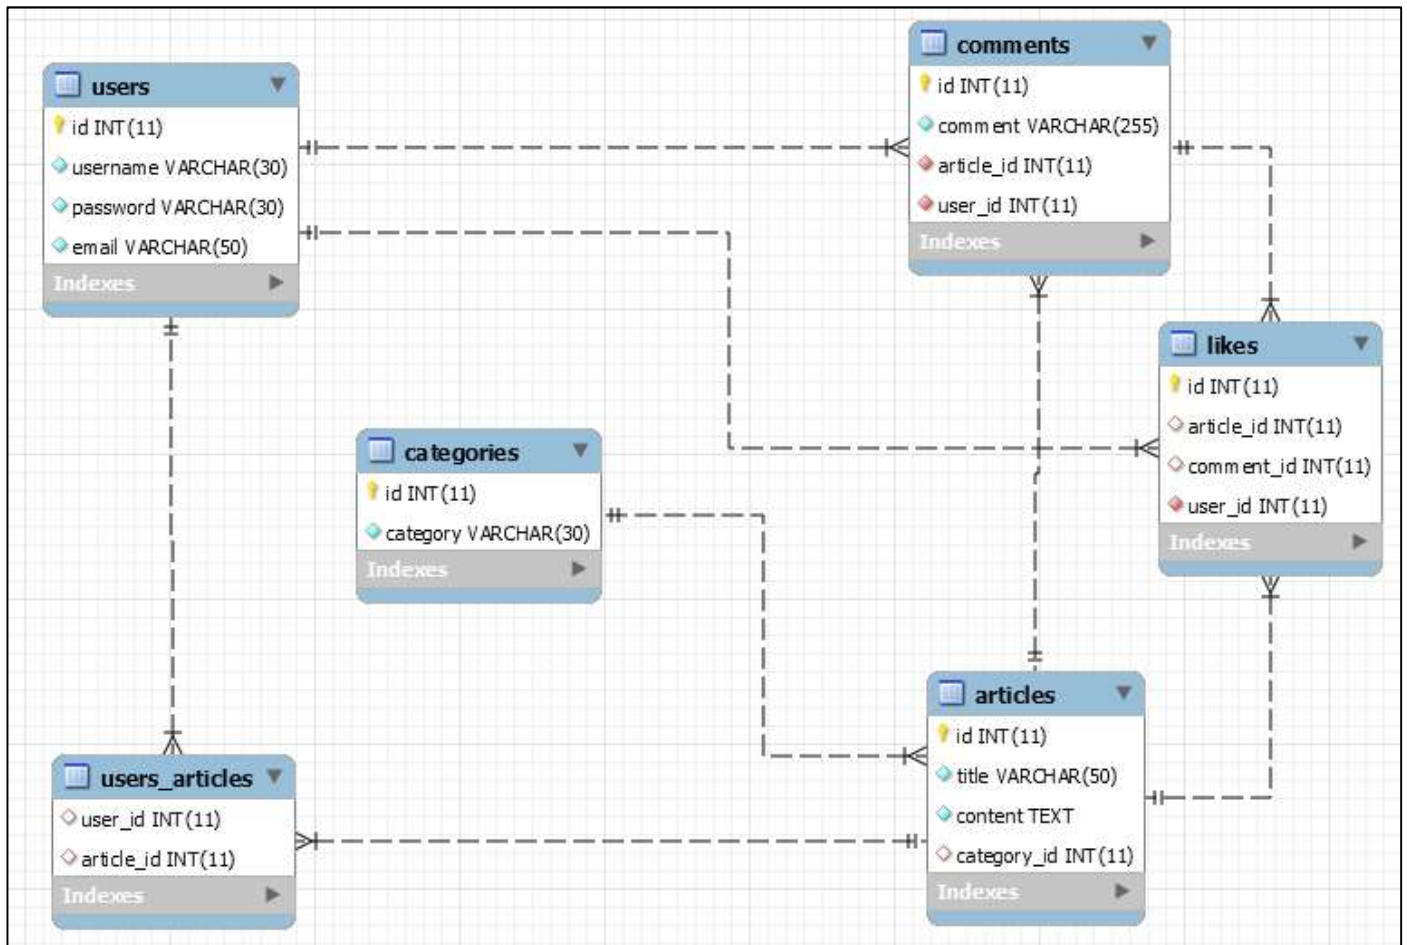 users
id INT(11)
username VARCHAR(30)
password VARCHAR(30)
email VARCHAR(50)
Indexes
comments
id INT(11)
comment VARCHAR(255)
article_id INT(11)
user_id INT(11)
Indexes
likes
id INT(11)
article_id INT(11)
comment_id INT(11)
user_id INT(11)
Indexes
categories
id INT(11)
category VARCHAR(30)
Indexes
articles
id INT(11)
title VARCHAR(50)
content TEXT
category_id INT(11)
Indexes
users_articles
user_id INT(11)
article_id INT(11)
Indexes